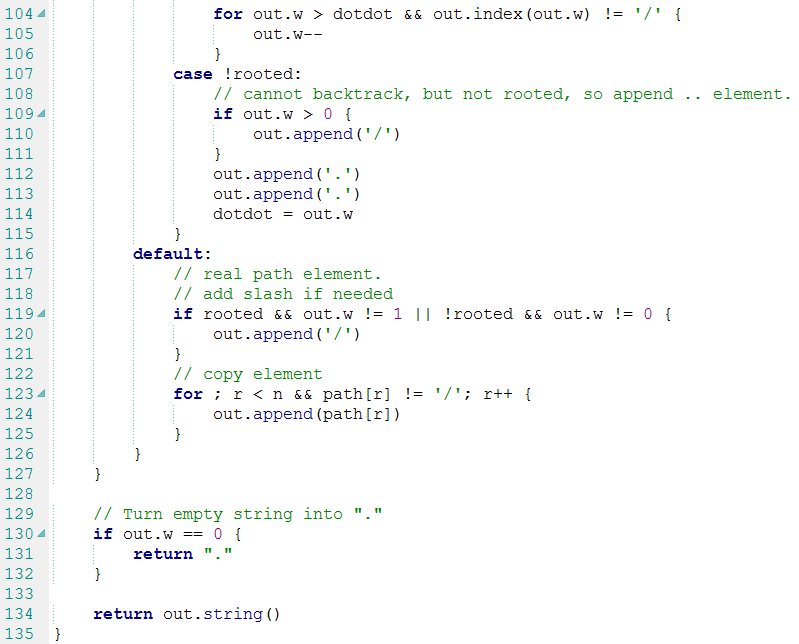 104 for out.w > dotdot && out.index(out.w) != '/' {
105 out.w--
106 }
107 case !rooted:
108 // cannot backtrack, but not rooted, so append .. element.
109 if out.w > 0 {
110 out.append('/')
111 }
112 out.append('.')
113 out.append('.')
114 dotdot = out.w
115 }
116 default:
117 // real path element.
118 // add slash if needed
119 if rooted && out.w != 1 || !rooted && out.w != 0 {
120 out.append('/')
121 }
122 // copy element
123 for ; r < n && path[r] != '/'; r++ {
124 out.append(path[r])
125 }
126 }
127 }
128
129 // Turn empty string into "."
130 if out.w == 0 {
131 return "."
132 }
133
134 return out.string()
135 }